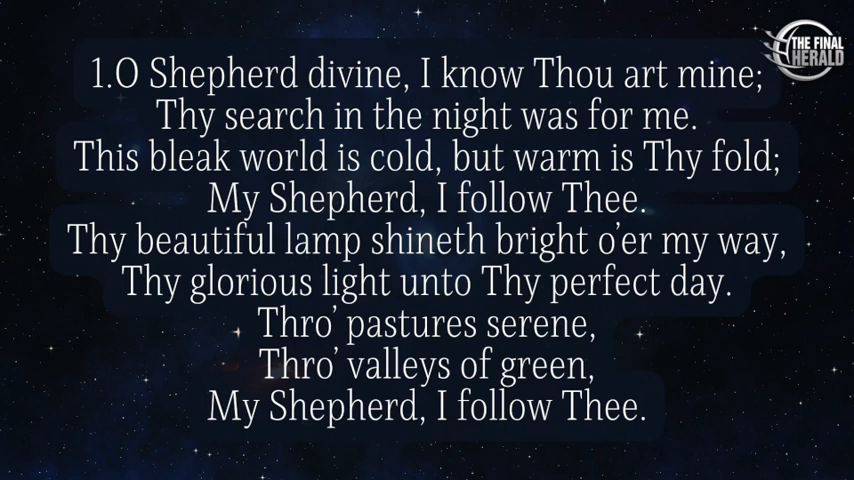 THE FINAL
HERALD
1.O Shepherd divine, I know Thou art mine;
Thy search in the night was for me.
This bleak world is cold, but warm is Thy fold;
My Shepherd, I follow Thee.
Thy beautiful lamp shineth bright o’er my way,
Thy glorious light unto Thy perfect day.
Thro’ pastures serene,
Thro’ valleys of green,
My Shepherd, I follow Thee.